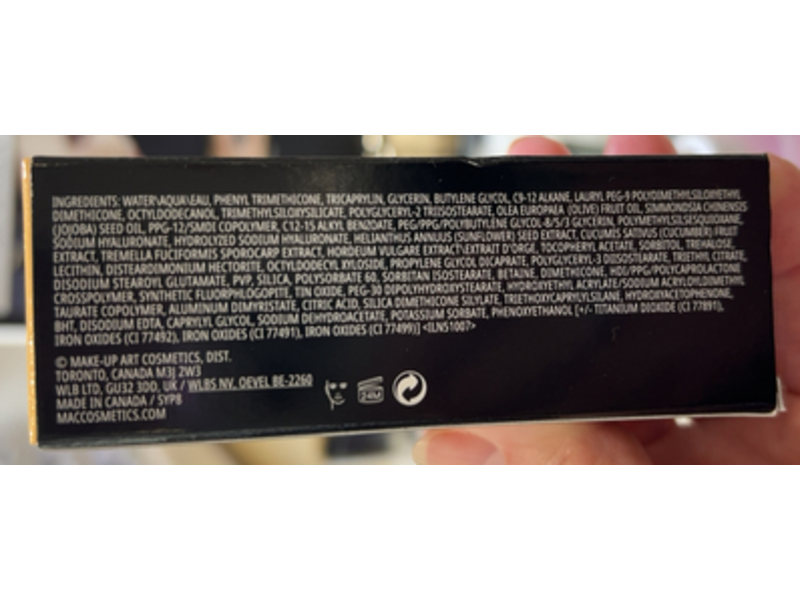 INGREDIENTS: WATER\AQUA\EAU, PHENYL TRIMETHICONE, TRICAPRYLIN, GLYCERIN, BUTYLENE GLYCOL, C9-12 ALKANE, LAURYL PEG-9 POLYDIMETHYLSILOXYETHYL
DIMETHICONE, OCTYLDODECANOL, TRIMETHYLSILOXYSILICATE, POLYGLYCERYL-2 TRIISOSTEARATE, OLEA EUROPAEA (OLIVE) FRUIT OIL, SIMMONDSIA CHINENSIS
(JOJOBA) SEED OIL, PPG-12/SMDI COPOLYMER, C12-15 ALKYL BENZOATE, PEG/PPG/POLYBUTYLENE GLYCOL-8/5/3 GLYCERIN, POLYMETHYLSILSESQUIOXANE,
SODIUM HYALURONATE, HYDROLYZED SODIUM HYALURONATE, HELIANTHUS ANNUUS (SUNFLOWER) SEED EXTRACT, CUCUMIS SATIVUS (CUCUMBER) FRUIT
EXTRACT, TREMELLA FUCIFORMIS SPOROCARP EXTRACT, HORDEUM VULGARE EXTRACT\EXTRAIT D'ORGE, TOCOPHERYL ACETATE, SORBITOL, TREHALOSE,
LECITHIN, DISTEARDIMONIUM HECTORITE, OCTYLDODECYL XYLOSIDE, PROPYLENE GLYCOL DICAPRATE, POLYGLYCERYL-3 DIISOSTEARATE, TRIETHYL CITRATE,
DISODIUM STEAROYL GLUTAMATE, PVP, SILICA, POLYSORBATE 60, SORBITAN ISOSTEARATE, BETAINE, DIMETHICONE, HDI/PPG/POLYCAPROLACTONE
CROSSPOLYMER, SYNTHETIC FLUORPHLOGOPITE, TIN OXIDE, PEG-30 DIPOLYHYDROXYSTEARATE, HYDROXYETHYL ACRYLATE/SODIUM ACRYLOYLDIMETHYL
TAURATE COPOLYMER, ALUMINUM DIMYRISTATE, CITRIC ACID, SILICA DIMETHICONE SILYLATE, TRIETHOXYCAPRYLYLSILANE, HYDROXYACETOPHENONE,
BHT, DISODIUM EDTA, CAPRYLYL GLYCOL, SODIUM DEHYDROACETATE, POTASSIUM SORBATE, PHENOXYETHANOL [+/- TITANIUM DIOXIDE (CI 77891),
IRON OXIDES (CI 77492), IRON OXIDES (CI 77491), IRON OXIDES (CI 77499)] <ILN51007>
© MAKE-UP ART COSMETICS, DIST.
TORONTO, CANADA M3J 2W3
WLB LTD, GU32 3DD, UK / WLBS NV, OEVEL BE-2260
MADE IN CANADA / SYP8
MACCOSMETICS.COM
24M